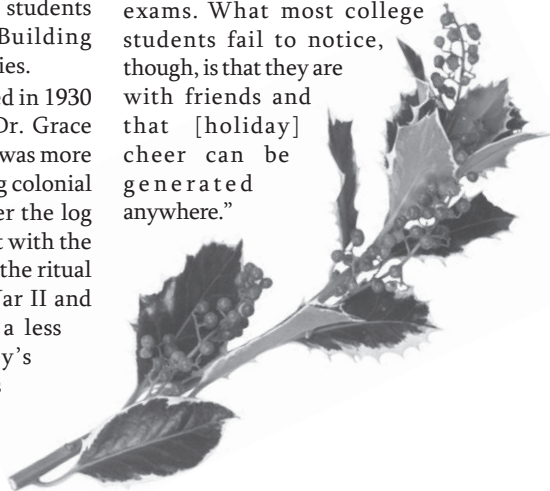 students
Building
ies.
ed in 1930
Dr. Grace
was more
g colonial
er the log
t with the
the ritual
ar II and
a less
y’s
exams. What most college
students fail to notice,
though, is that they are
with friends and
that [holiday]
cheer can be
generated
anywhere.”